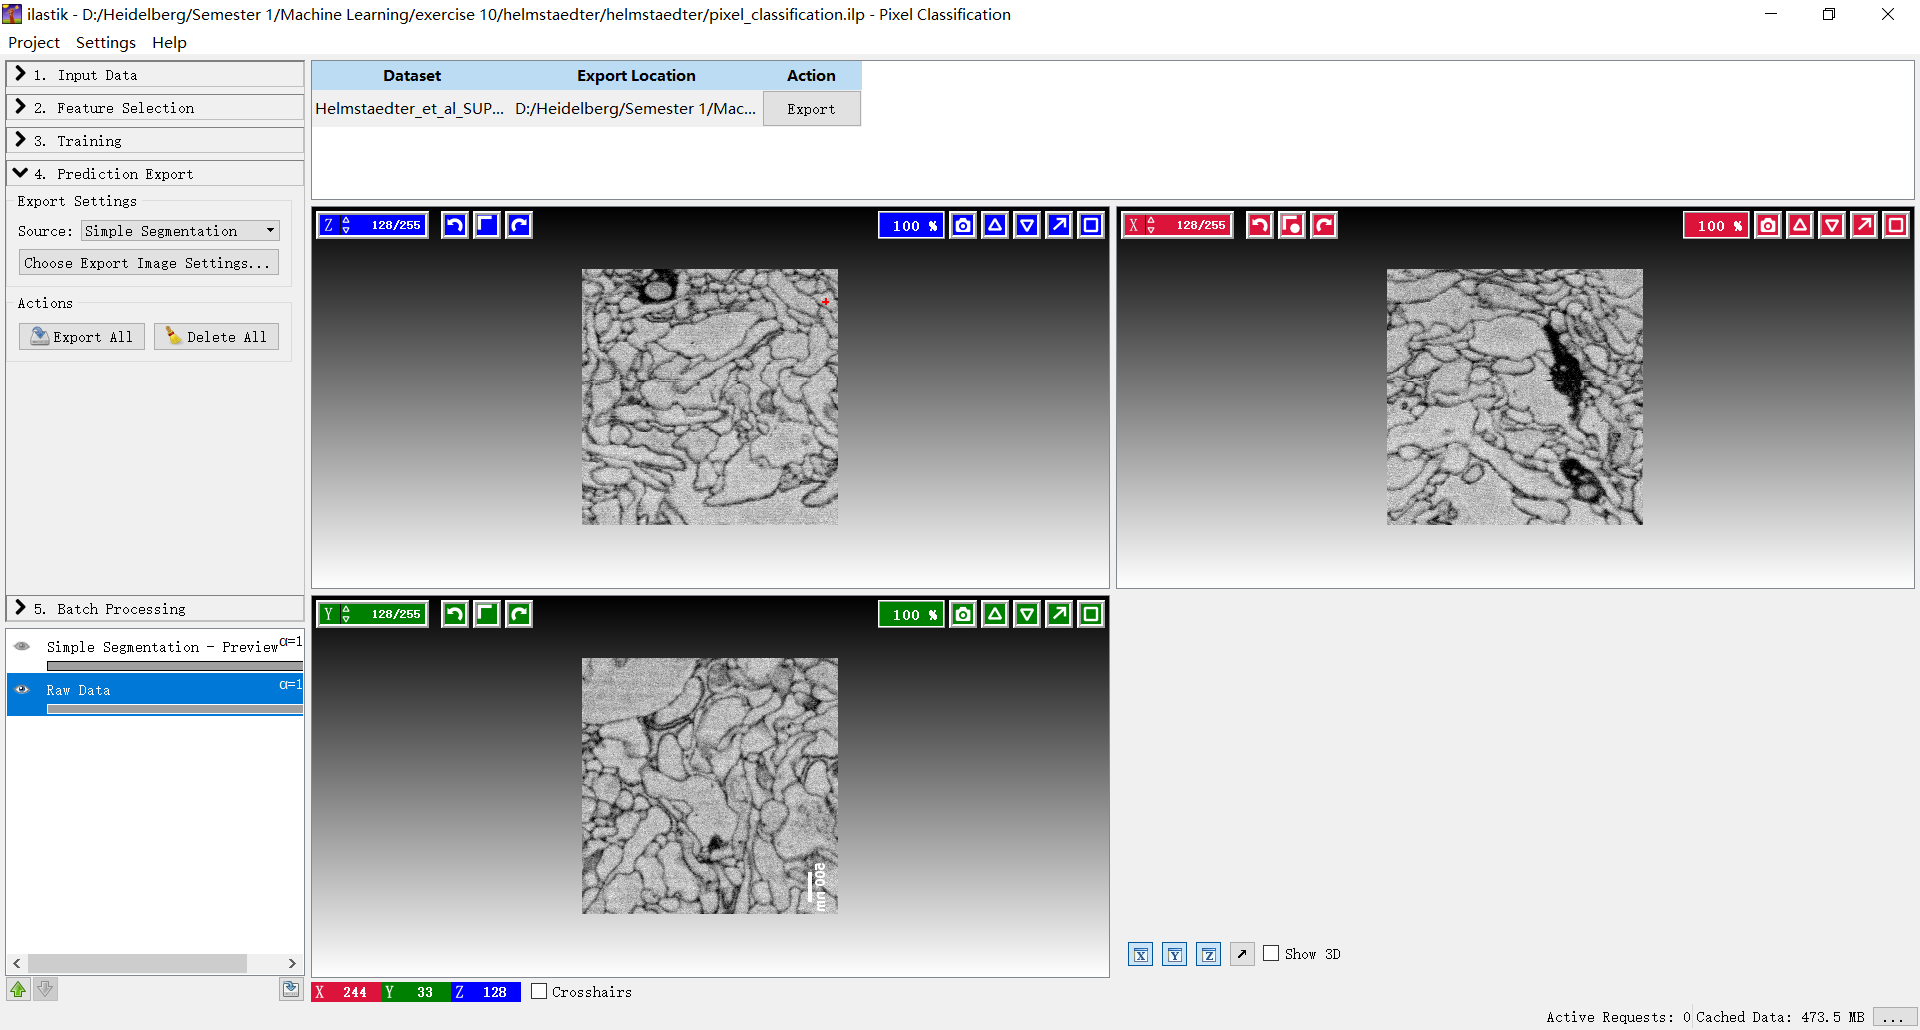 ilastik - D:/Heidelberg/Semester 1/Machine Learning/exercise 10/helmstaedter/helmstaedter/pixel_classification.ilp - Pixel Classification
Project Settings Help
1. Input Data
2. Feature Selection
3. Training
4. Prediction Export
Export Settings
Source: Simple Segmentation
Choose Export Image Settings...
Actions
Export All Delete All
5. Batch Processing
Simple Segmentation - Preview α=1
Raw Data α=1
Dataset Export Location Action
Helmstaedter_et_al_SUP... D:/Heidelberg/Semester 1/Mac... Export
Z 128/255 100 %
X 128/255 100 %
Y 128/255 100 %
500 nm
X Y Z Show 3D
X 244 Y 33 Z 128 Crosshairs
Active Requests: 0 Cached Data: 473.5 MB ...